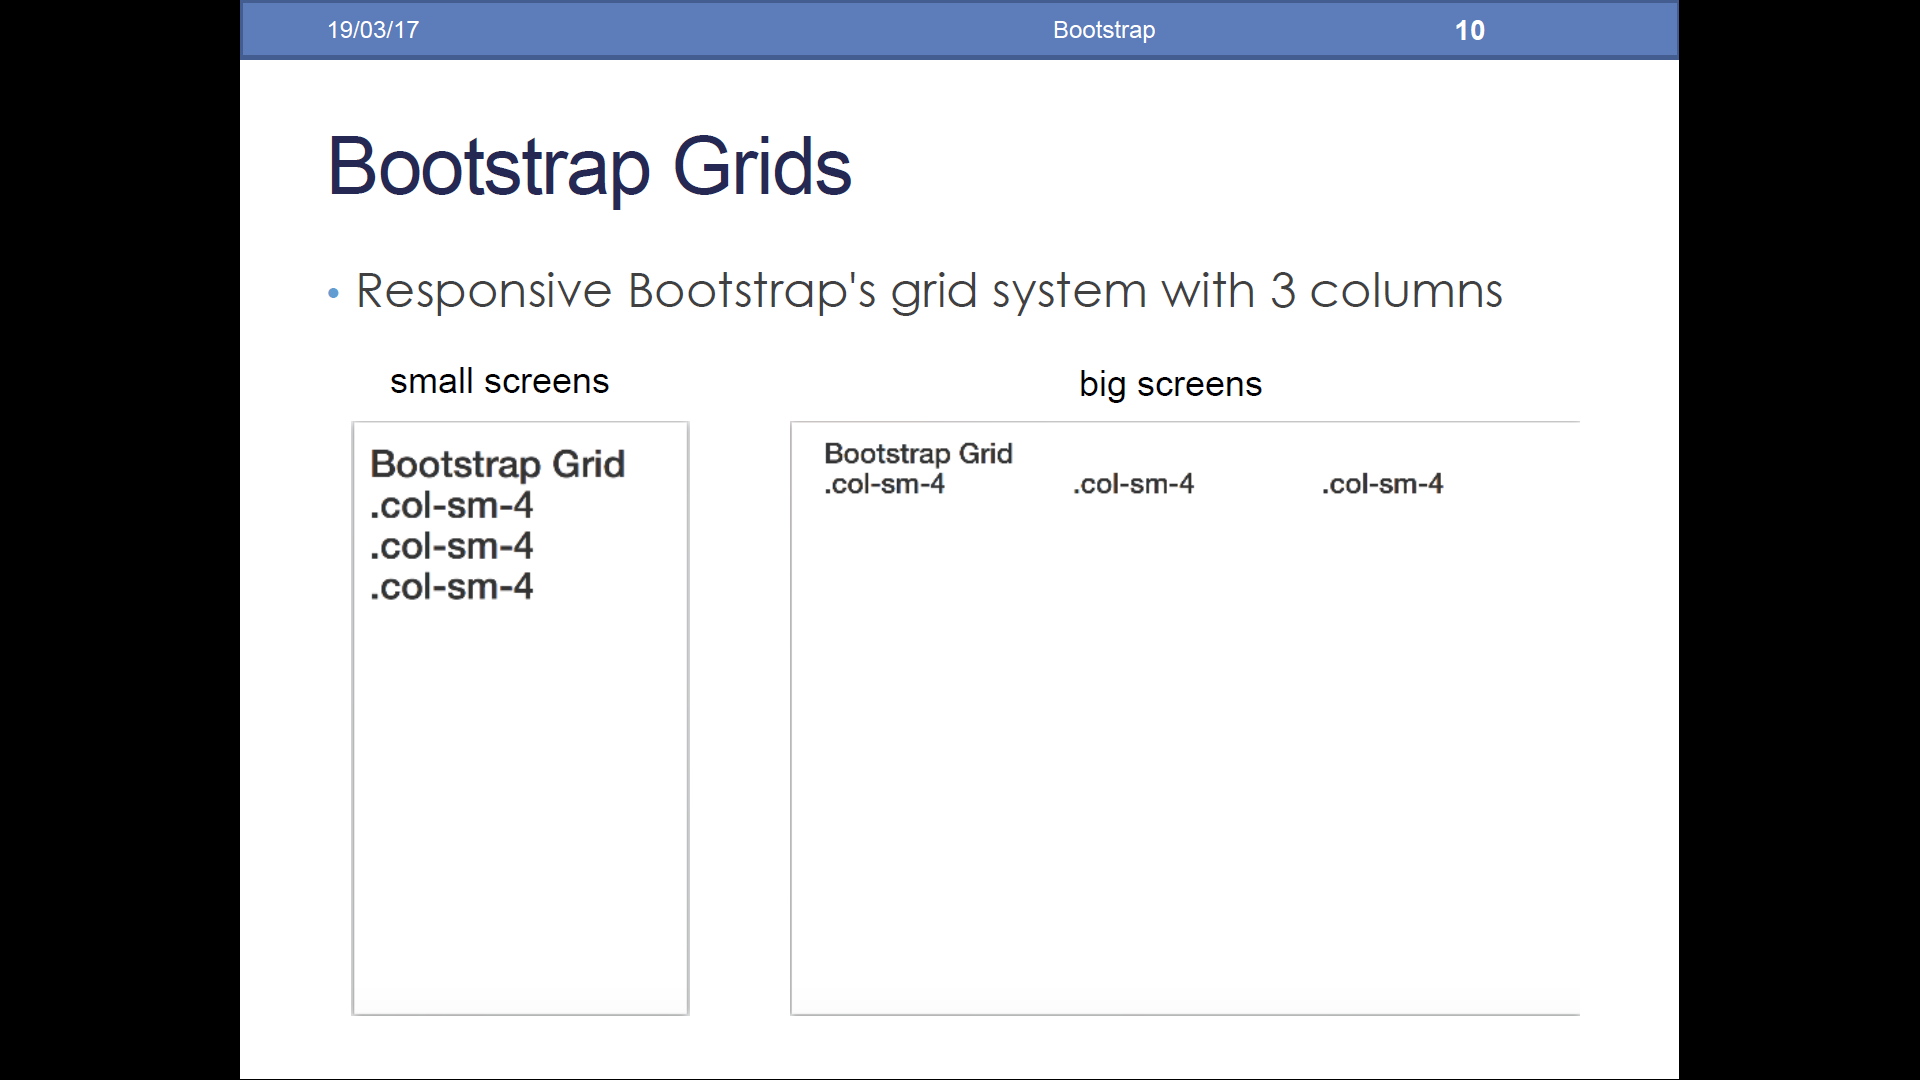 19/03/17 Bootstrap 10
Bootstrap Grids
• Responsive Bootstrap's grid system with 3 columns
small screens
Bootstrap Grid
.col-sm-4
.col-sm-4
.col-sm-4
big screens
Bootstrap Grid
.col-sm-4 .col-sm-4 .col-sm-4